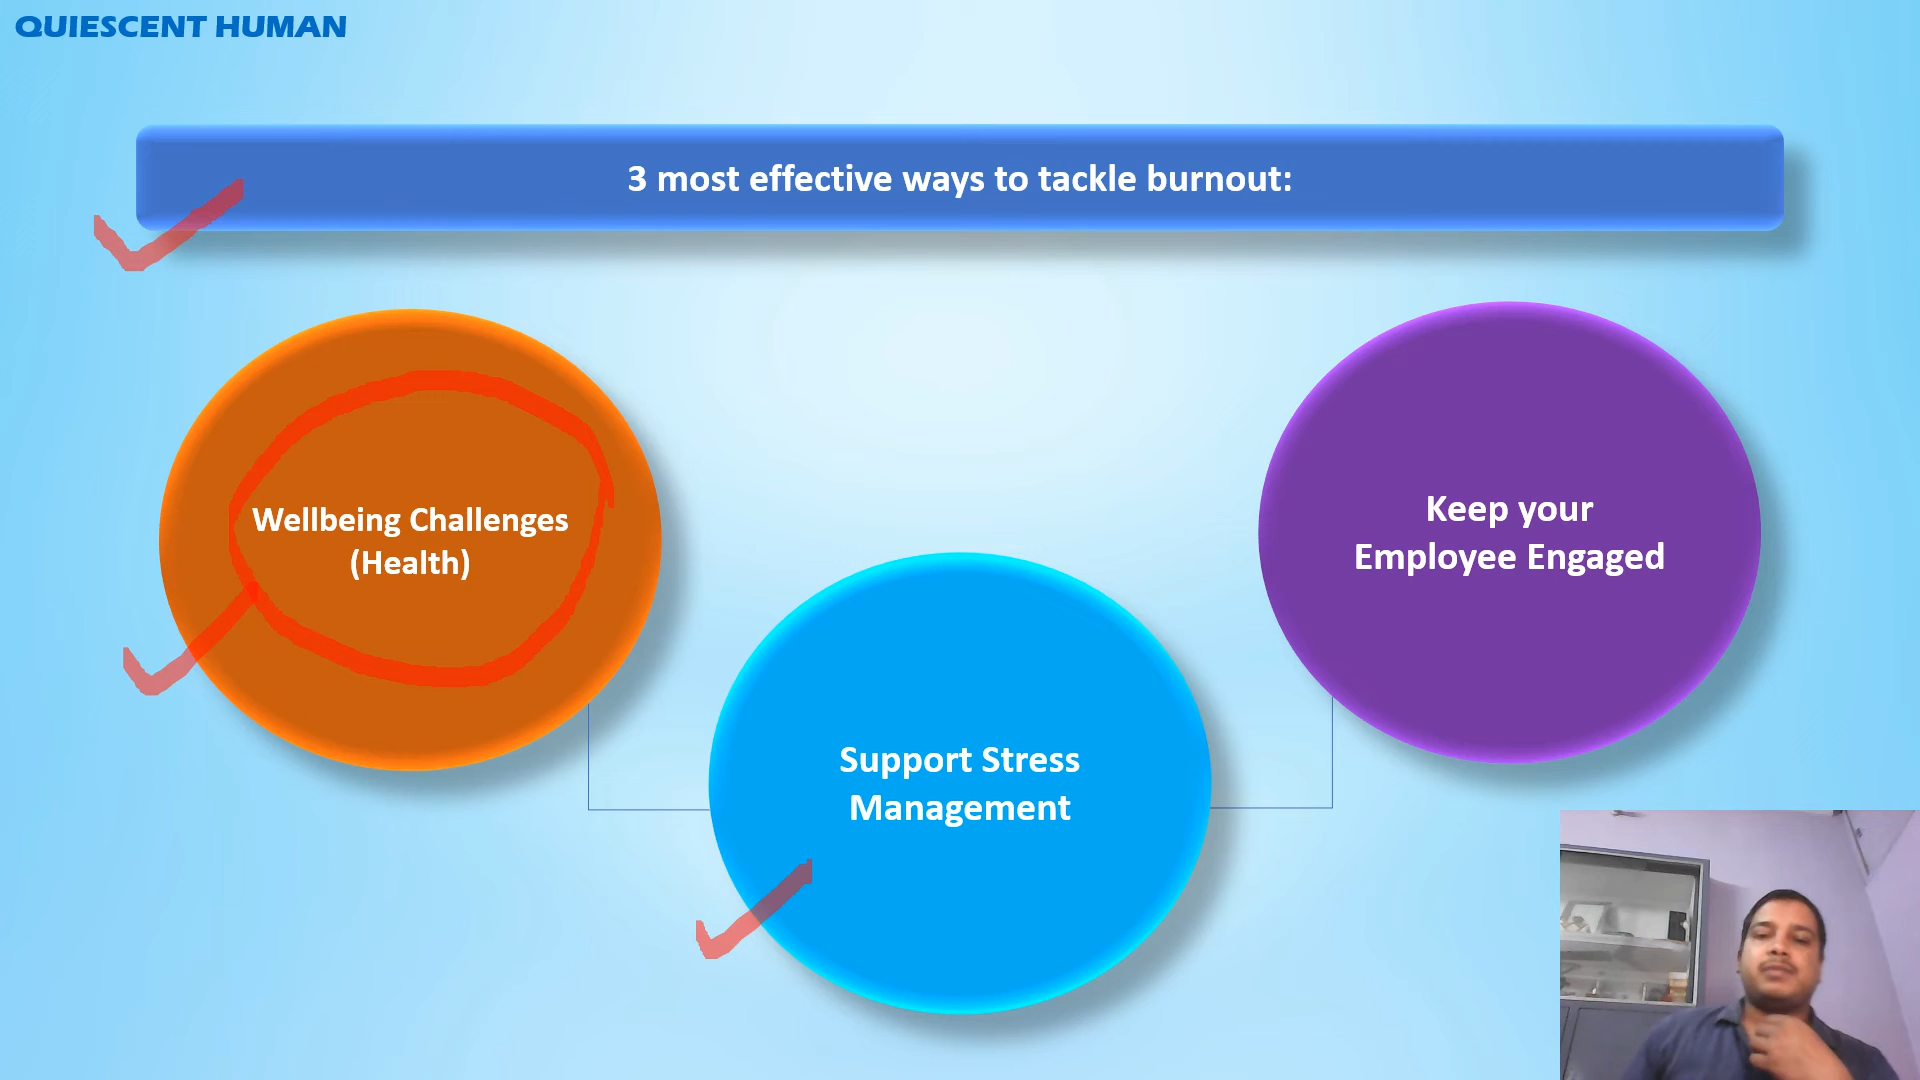 QUIESCENT HUMAN
3 most effective ways to tackle burnout:
Wellbeing Challenges
(Health)
Support Stress
Management
Keep your
Employee Engaged